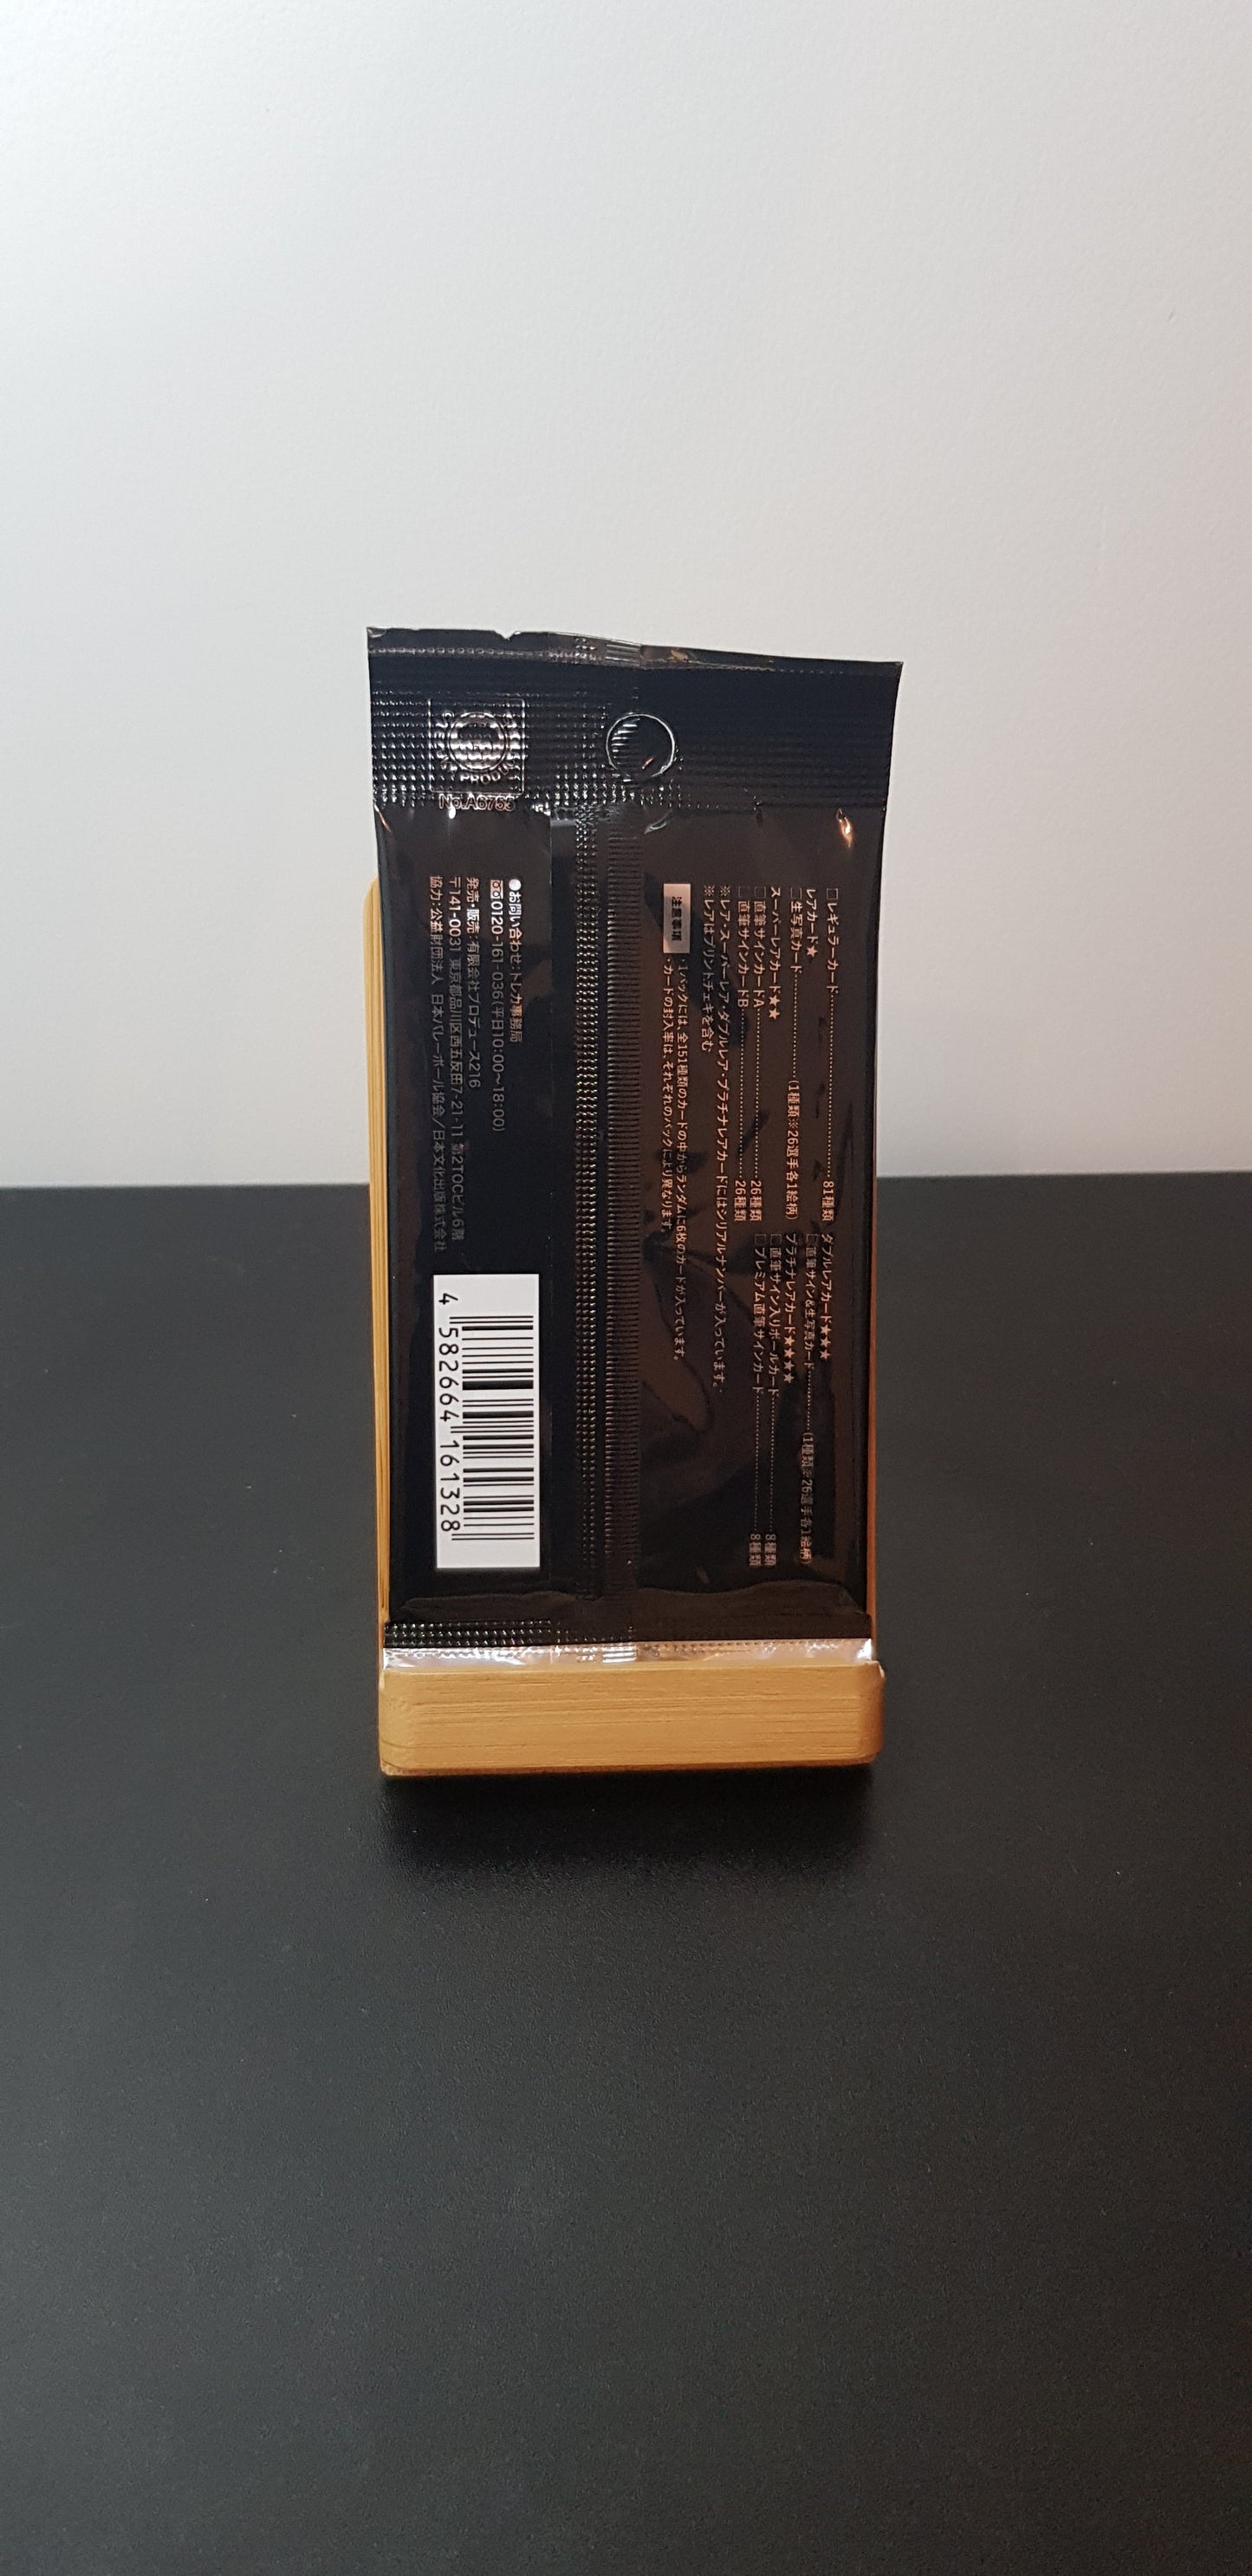 □レギュラーカード……81種類
レアカード★
□生写真カード……(1種類※26選手各1絵柄)
スーパーレアカード★★
□直筆サインカードA……26種類
□直筆サインカードB……26種類
ダブルレアカード★★★
□直筆サイン&生写真カード……(1種類※26選手各1絵柄)
プラチナレアカード★★★★
□直筆サイン入りボールカード……8種類
□プレミアム直筆サインカード……8種類
※レア・スーパーレア・ダブルレア・プラチナレアカードにはシリアルナンバーが入っています。
※レアはプリントチェキを含む
注意事項
・1パックには、全151種類のカードの中からランダムに6枚のカードが入っています。
・カードの封入率は、それぞれのパックにより異なります。
●お問い合わせ:トレカ事務局
0120-161-036(平日10:00~18:00)
発売・販売:有限会社プロデュース216
〒141-0031 東京都品川区西五反田7-21-11 第2TOCビル6階
協力:公益財団法人 日本バレーボール協会/日本文化出版株式会社
No.A0753
4 582664 161328